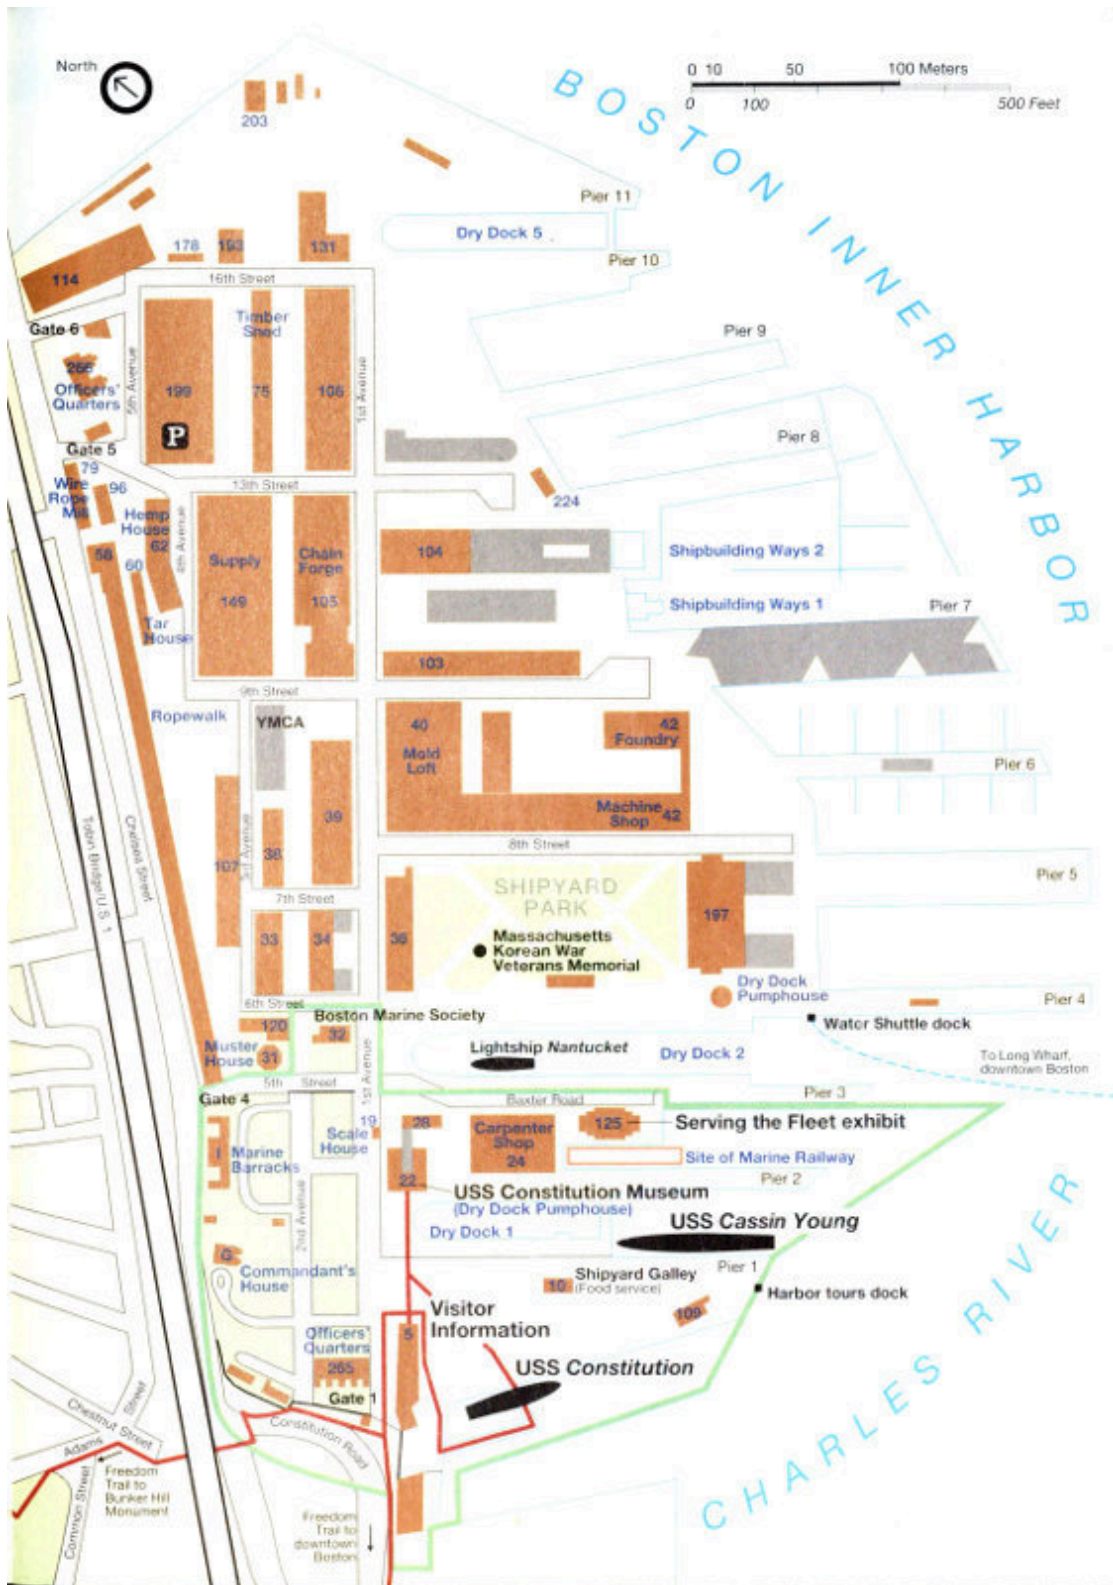 North
0 10 50 100 Meters
0 100 500 Feet
BOSTON INNER HARBOR
203
Pier 11
Dry Dock 5
Pier 10
178
193
131
114
16th Street
Gate 6
Timber
Shed
Pier 9
266
Officers'
Quarters
5th Avenue
199
75
106
1st Avenue
P
Pier 8
Gate 5
79
Wire
Rope
Mill
96
13th Street
224
Hemp
House
62
4th Avenue
58
60
Supply
149
Chain
Forge
105
104
Shipbuilding Ways 2
Shipbuilding Ways 1
Pier 7
Tar
House
103
9th Street
Ropewalk
YMCA
40
Mold
Loft
42
Foundry
Pier 6
Machine
Shop 42
39
38
107
3rd Avenue
8th Street
Tobin Bridge/U.S. 1
Chelsea Street
SHIPYARD
PARK
Pier 5
7th Street
33
34
36
197
Massachusetts
Korean War
Veterans Memorial
Dry Dock
Pumphouse
Pier 4
6th Street
Boston Marine Society
120
32
Water Shuttle dock
Muster
House
31
Lightship Nantucket
Dry Dock 2
To Long Wharf,
downtown Boston
5th Street
1st Avenue
Gate 4
Baxter Road
Pier 3
19
Scale
House
28
Carpenter
Shop
24
125
Serving the Fleet exhibit
I
Marine
Barracks
Site of Marine Railway
Pier 2
22
USS Constitution Museum
(Dry Dock Pumphouse)
2nd Avenue
Dry Dock 1
USS Cassin Young
G
Commandant's
House
Pier 1
10
Shipyard Galley
(Food service)
Harbor tours dock
109
Visitor
Information
5
Officers'
Quarters
265
USS Constitution
Gate 1
Constitution Road
CHARLES RIVER
Chestnut Street
Adams Street
Common Street
Freedom
Trail to
Bunker Hill
Monument
Freedom
Trail to
downtown
Boston